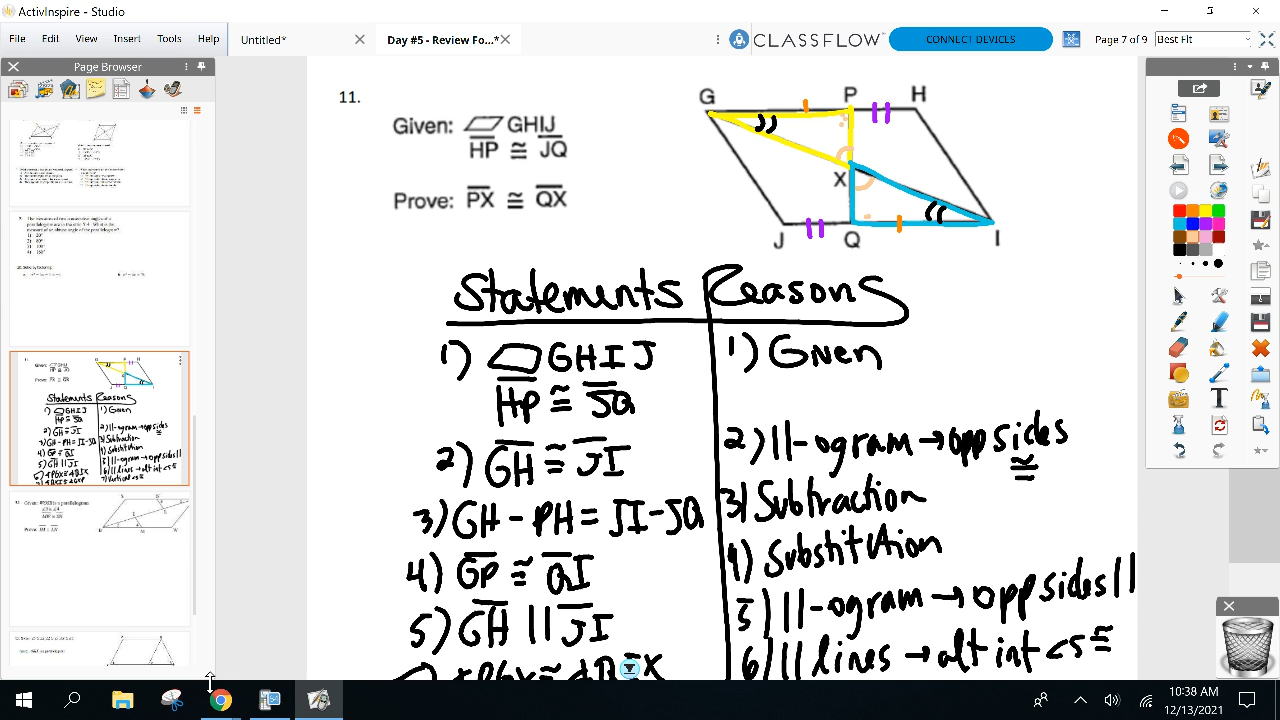 ActivInspire - Studio
File Edit View Insert Tools Help
Untitled*
Day #5 - Review Fo...*
CLASSFLOW
CONNECT DEVICES
Page 7 of 9
Best Fit
Page Browser
11.
Given: ▱ GHIJ
HP ≅ JQ
Prove: PX ≅ QX
G P H
X
J Q I
Statements Reasons
1) ▱ GHIJ
HP ≅ JQ
1) Given
2) GH ≅ JI
2) ||-ogram → opp sides ≅
3) GH - PH = JI - JQ
3) Subtraction
4) GP ≅ QI
4) Substitution
5) GH || JI
5) ||-ogram → opp sides ||
6) || lines → alt int <s ≅
10:38 AM
12/13/2021